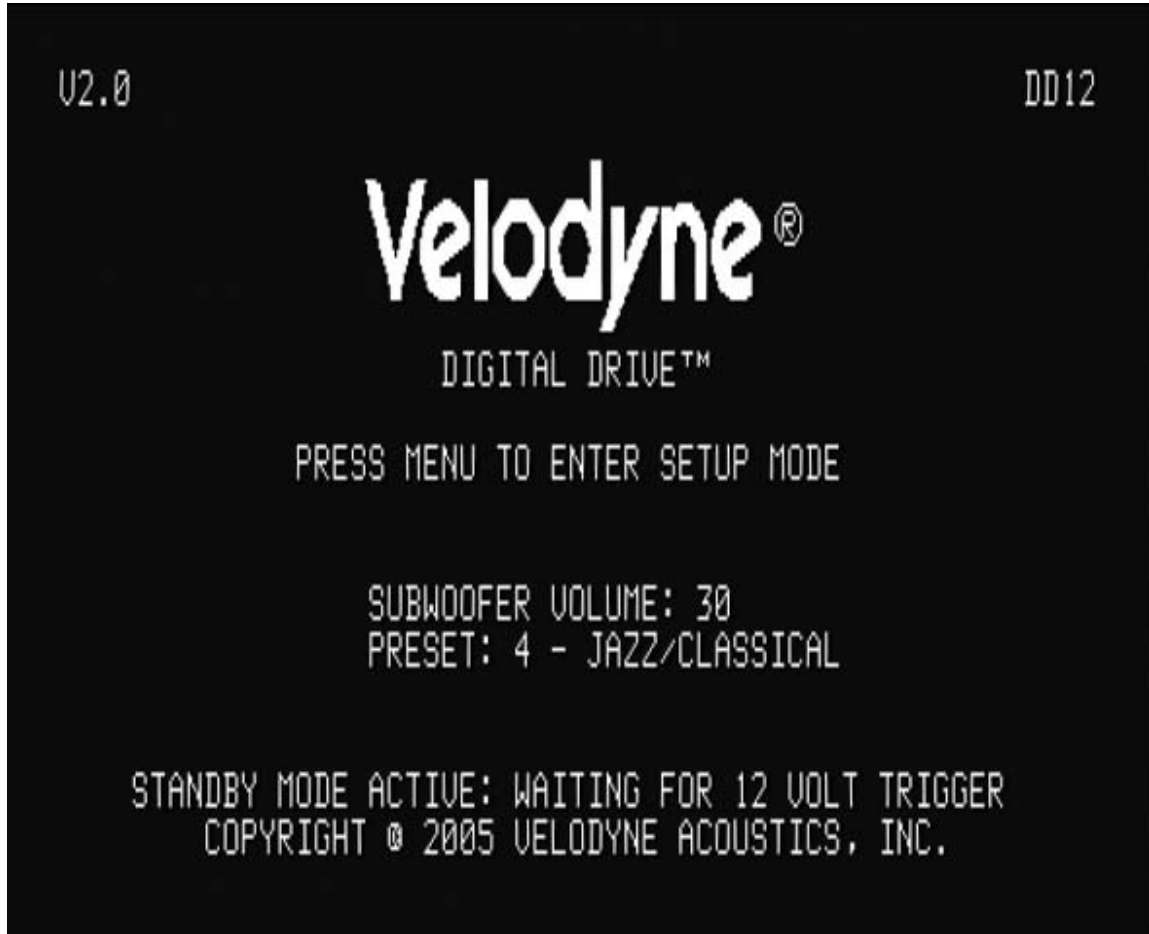 V2.0 DD12
Velodyne®
DIGITAL DRIVE™
PRESS MENU TO ENTER SETUP MODE
SUBWOOFER VOLUME: 30
PRESET: 4 - JAZZ/CLASSICAL
STANDBY MODE ACTIVE: WAITING FOR 12 VOLT TRIGGER
COPYRIGHT © 2005 VELODYNE ACOUSTICS, INC.